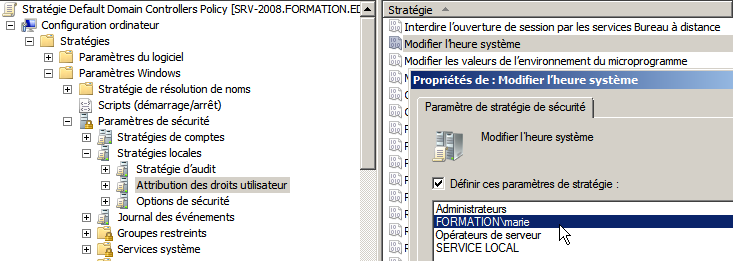 Stratégie Default Domain Controllers Policy [SRV-2008.FORMATION.ED
Configuration ordinateur
Stratégies
Paramètres du logiciel
Paramètres Windows
Stratégie de résolution de noms
Scripts (démarrage/arrêt)
Paramètres de sécurité
Stratégies de comptes
Stratégies locales
Stratégie d'audit
Attribution des droits utilisateur
Options de sécurité
Journal des événements
Groupes restreints
Services système
Stratégie
Interdire l'ouverture de session par les services Bureau à distance
Modifier l'heure système
Modifier les valeurs de l'environnement du microprogramme
Propriétés de : Modifier l'heure système
Paramètre de stratégie de sécurité
Modifier l'heure système
Définir ces paramètres de stratégie :
Administrateurs
FORMATION\marie
Opérateurs de serveur
SERVICE LOCAL